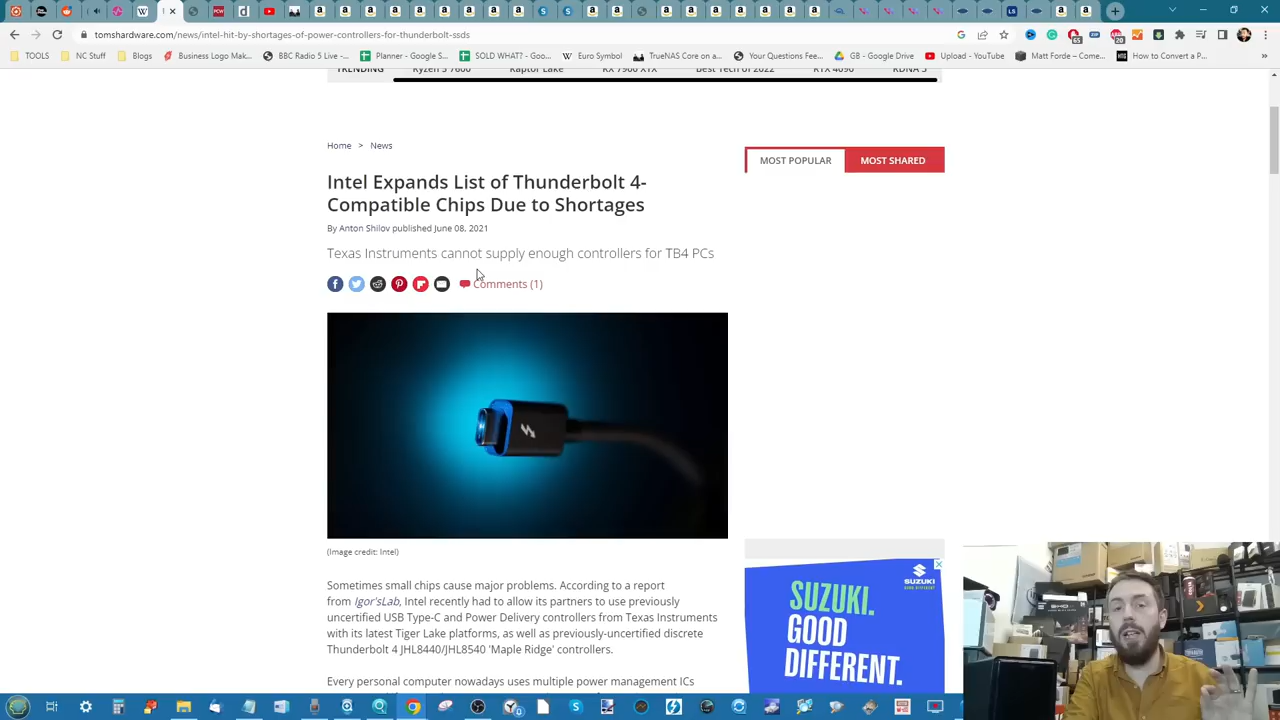 tomshardware.com/news/intel-hit-by-shortages-of-power-controllers-for-thunderbolt-ssds
TOOLS
NC Stuff
Blogs
Business Logo Mak...
BBC Radio 5 Live -...
Planner - Google S...
SOLD WHAT? - Goo...
Euro Symbol
TrueNAS Core on a...
Your Questions Fee...
GB - Google Drive
Upload - YouTube
Matt Forde - Come...
How to Convert a P...
TRENDING
Ryzen 5 7600
Raptor Lake
RX 7900 XTX
Best Tech of 2022
RTX 4090
RDNA 3
Home > News
MOST POPULAR
MOST SHARED
Intel Expands List of Thunderbolt 4-
Compatible Chips Due to Shortages
By Anton Shilov published June 08, 2021
Texas Instruments cannot supply enough controllers for TB4 PCs
Comments (1)
(Image credit: Intel)
Sometimes small chips cause major problems. According to a report
from Igor'sLab, Intel recently had to allow its partners to use previously
uncertified USB Type-C and Power Delivery controllers from Texas Instruments
with its latest Tiger Lake platforms, as well as previously-uncertified discrete
Thunderbolt 4 JHL8440/JHL8540 'Maple Ridge' controllers.
Every personal computer nowadays uses multiple power management ICs
SUZUKI
SUZUKI.
GOOD
DIFFERENT.